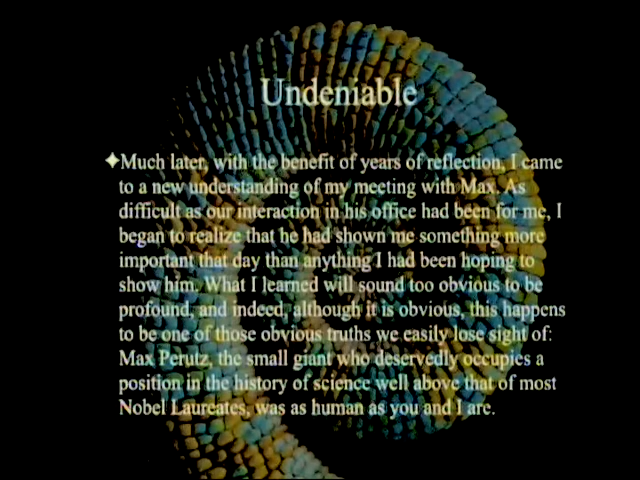 Undeniable
✦Much later, with the benefit of years of reflection, I came
to a new understanding of my meeting with Max. As
difficult as our interaction in his office had been for me, I
began to realize that he had shown me something more
important that day than anything I had been hoping to
show him. What I learned will sound too obvious to be
profound, and indeed, although it is obvious, this happens
to be one of those obvious truths we easily lose sight of:
Max Perutz, the small giant who deservedly occupies a
position in the history of science well above that of most
Nobel Laureates, was as human as you and I are.